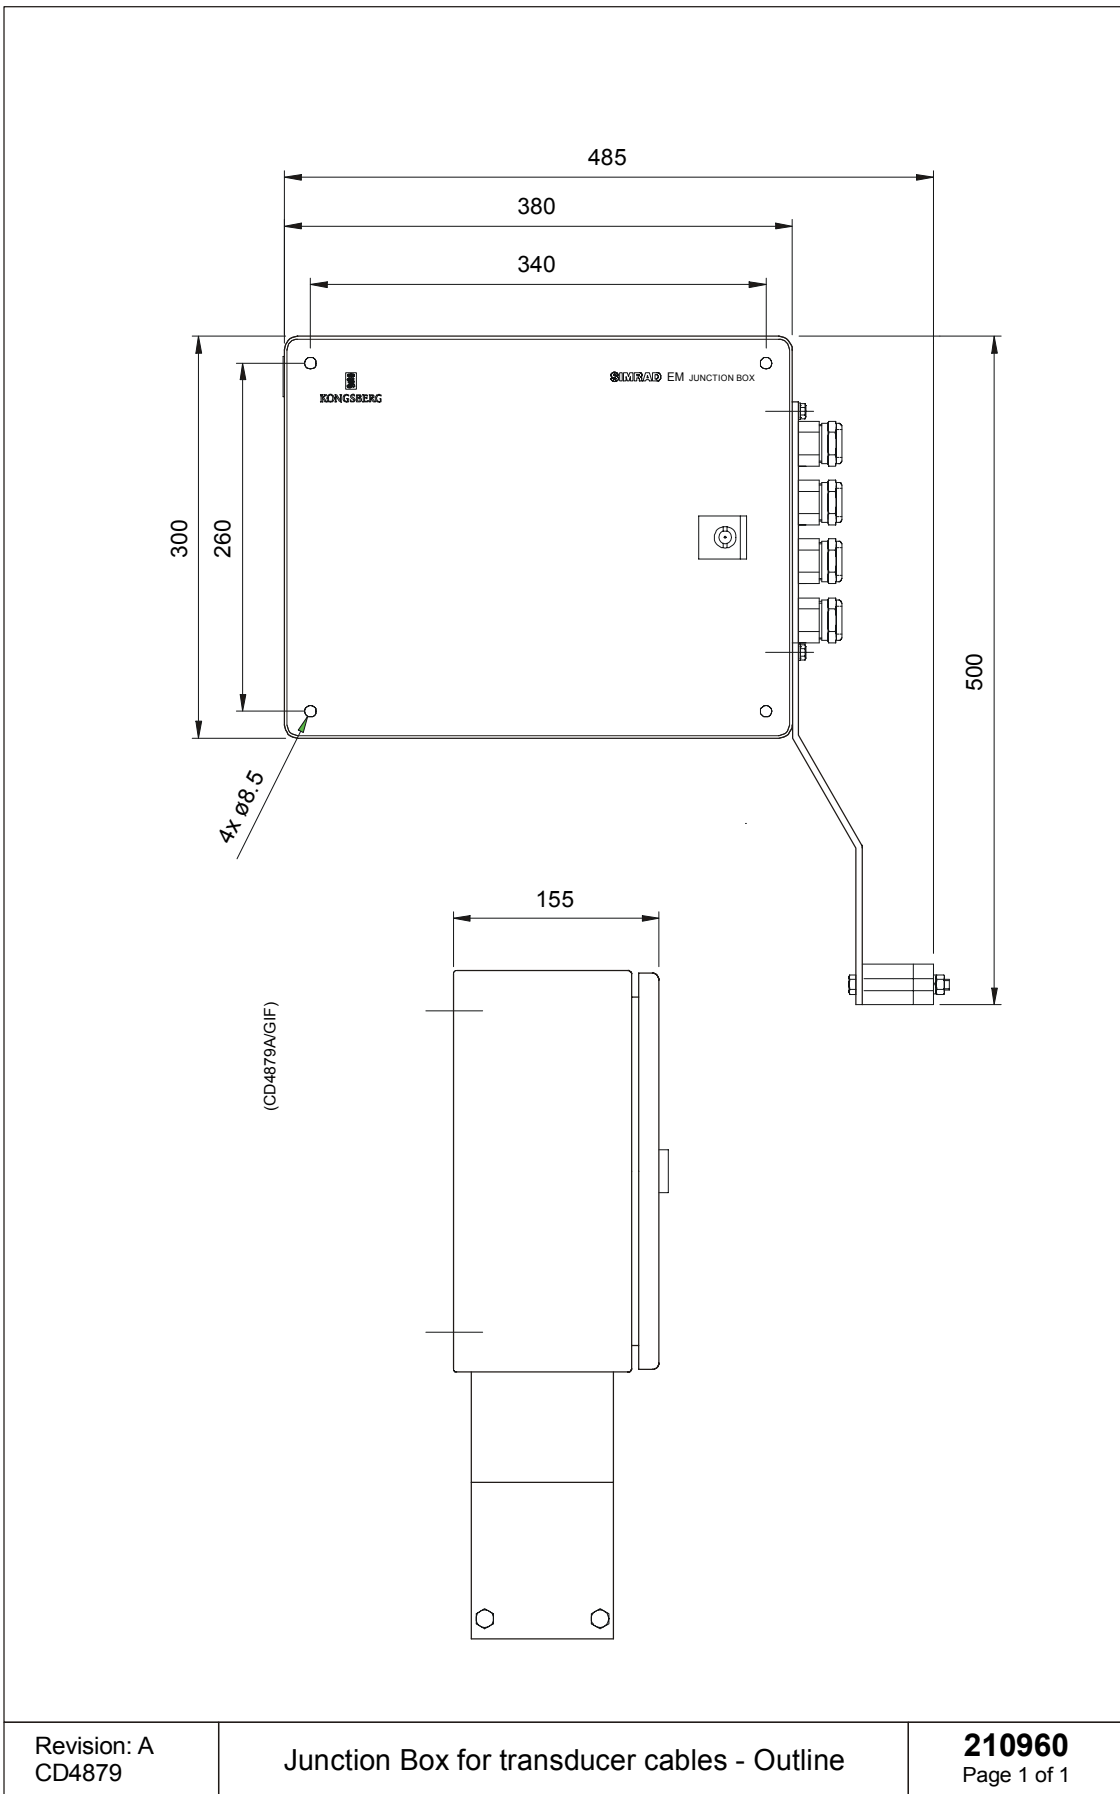 485
380
340
KONGSBERG
SIMRAD EM JUNCTION BOX
300
260
500
4x ø8.5
155
(CD4879A/GIF)
Revision: A
CD4879
Junction Box for transducer cables - Outline
210960
Page 1 of 1